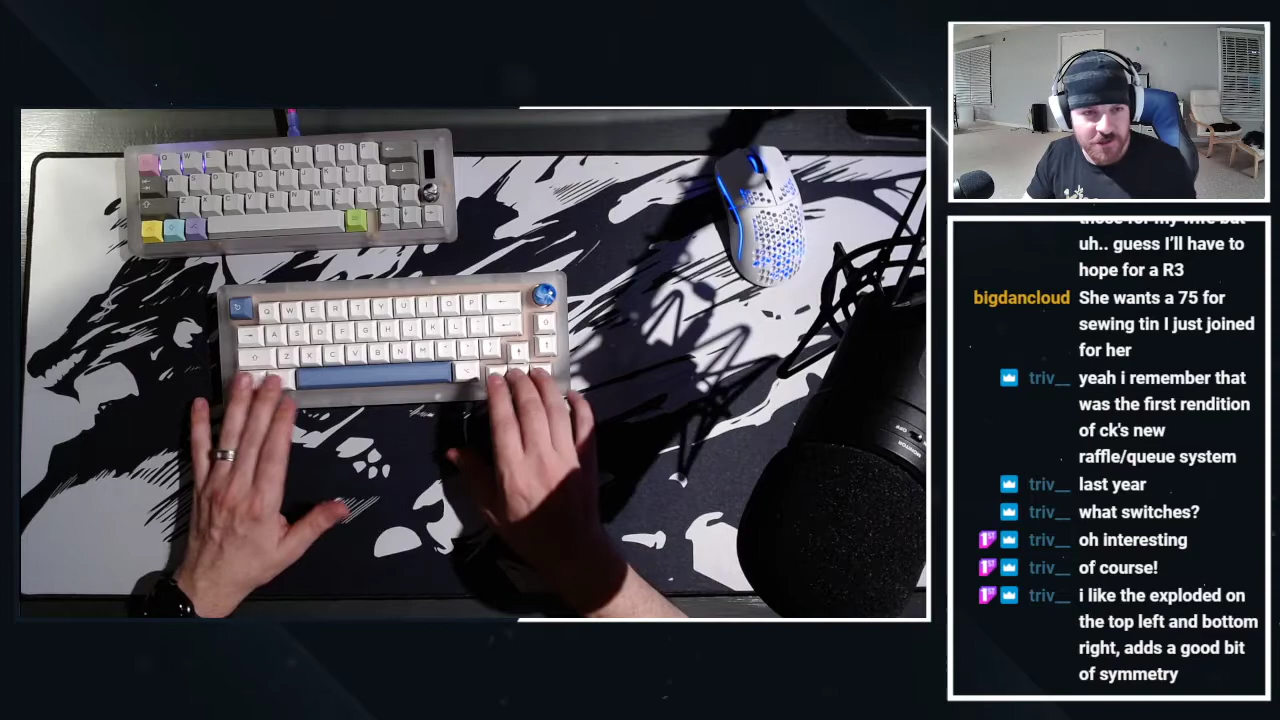 uh.. guess I'll have to
hope for a R3
bigdancloud She wants a 75 for
sewing tin I just joined
for her
triv__ yeah i remember that
was the first rendition
of ck's new
raffle/queue system
triv__ last year
triv__ what switches?
triv__ oh interesting
triv__ of course!
triv__ i like the exploded on
the top left and bottom
right, adds a good bit
of symmetry
Q W E R T Y U I O P
A S D F G H J K L
Z X C V B N M
MONITOR
OFF